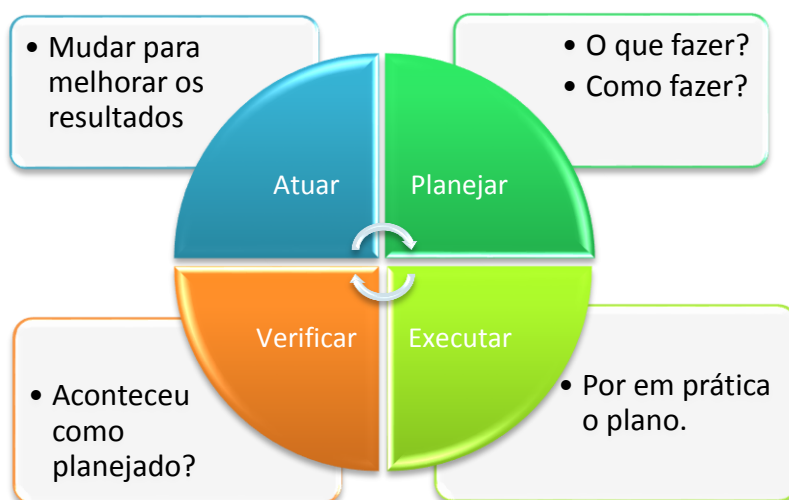 • Mudar para
melhorar os
resultados
• O que fazer?
• Como fazer?
Atuar
Planejar
Verificar
Executar
• Aconteceu
como
planejado?
• Por em prática
o plano.